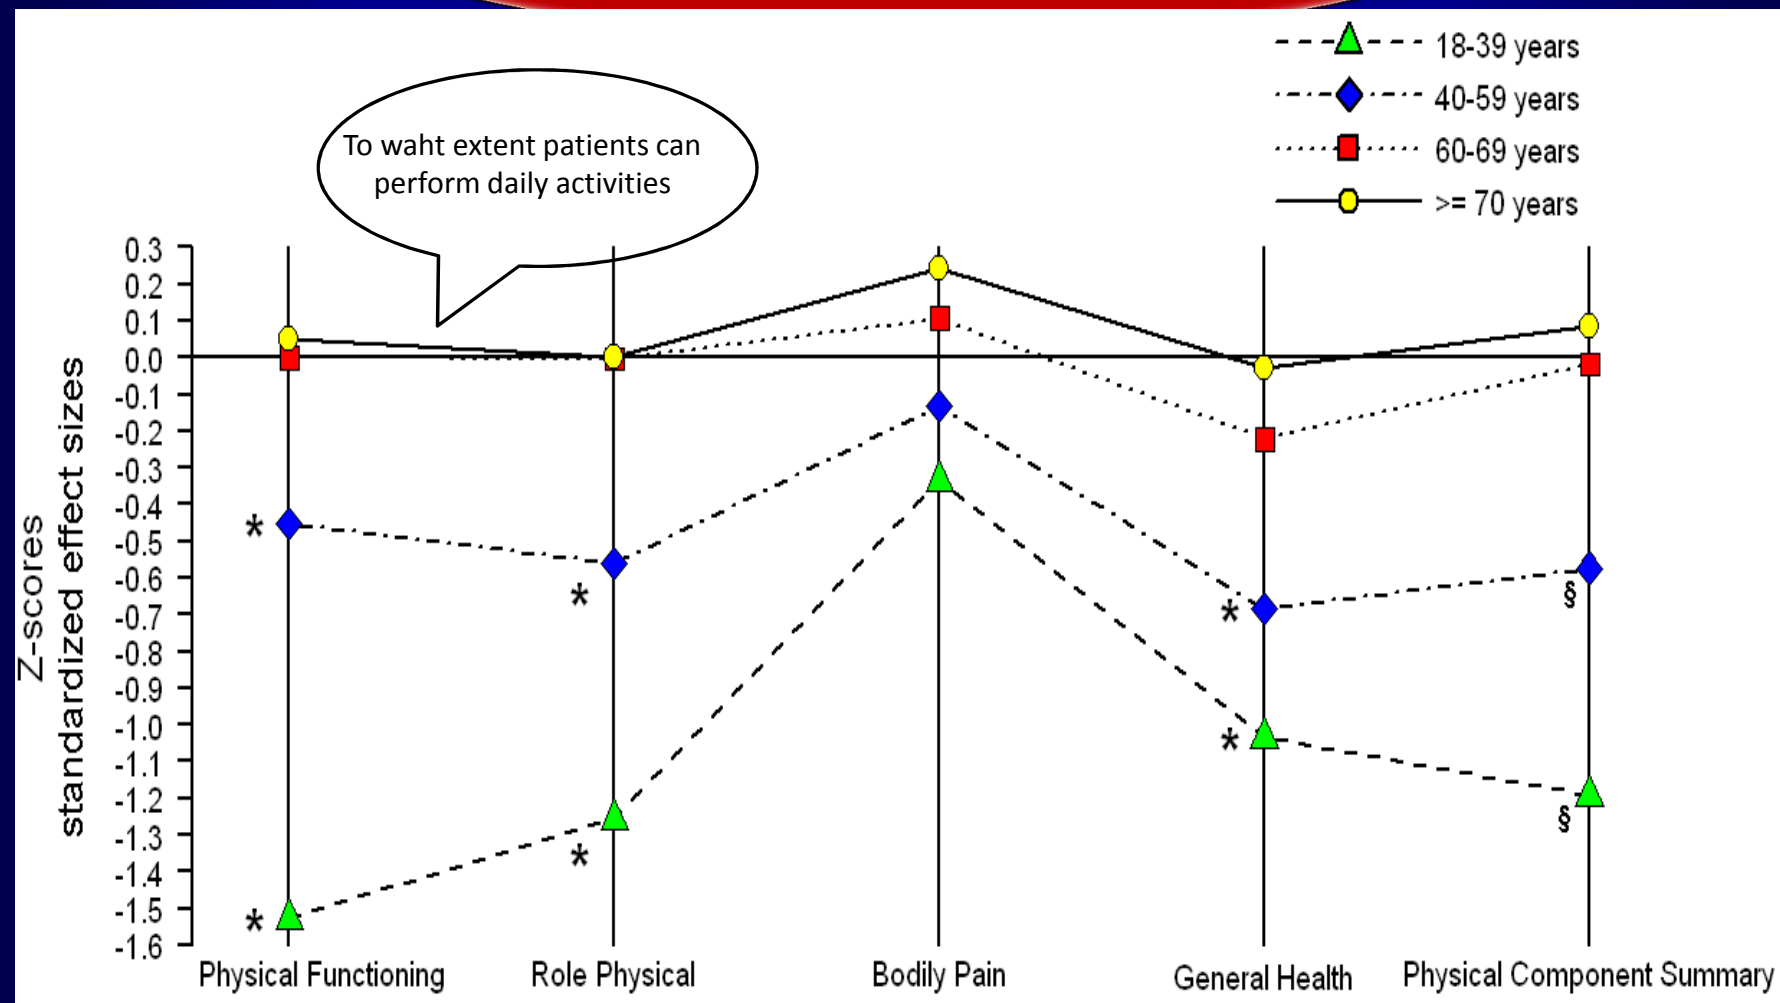 18-39 years
40-59 years
60-69 years
>= 70 years
To waht extent patients can
perform daily activities
0.3
0.2
0.1
0.0
-0.1
-0.2
-0.3
-0.4
-0.5
-0.6
-0.7
-0.8
-0.9
-1.0
-1.1
-1.2
-1.3
-1.4
-1.5
-1.6
Z-scores
standardized effect sizes
*
*
*
§
*
§
*
*
Physical Functioning
Role Physical
Bodily Pain
General Health
Physical Component Summary